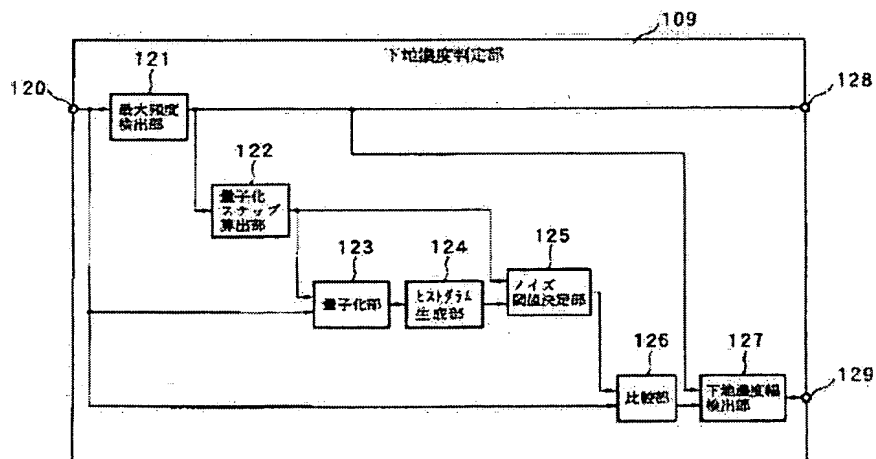 109
下地濃度判定部
120
121
最大頻度
検出部
128
122
量子化
ステップ
算出部
123
量子化部
124
ヒストグラム
生成部
125
ノイズ
閾値決定部
126
比較部
127
下地濃度幅
検出部
129